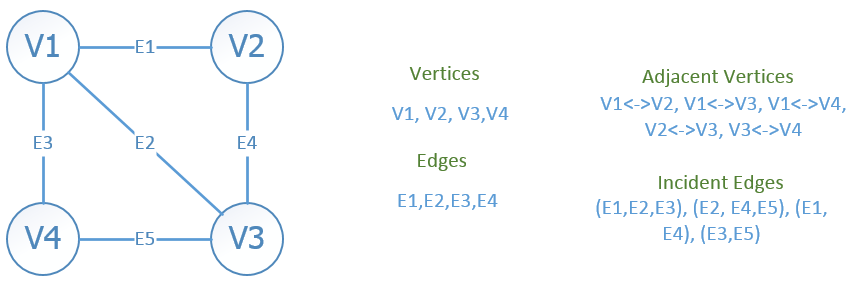 V1
E1
V2
E3
E2
E4
V4
E5
V3
Vertices
V1, V2, V3,V4
Edges
E1,E2,E3,E4
Adjacent Vertices
V1<->V2, V1<->V3, V1<->V4,
V2<->V3, V3<->V4
Incident Edges
(E1,E2,E3), (E2, E4,E5), (E1,
E4), (E3,E5)